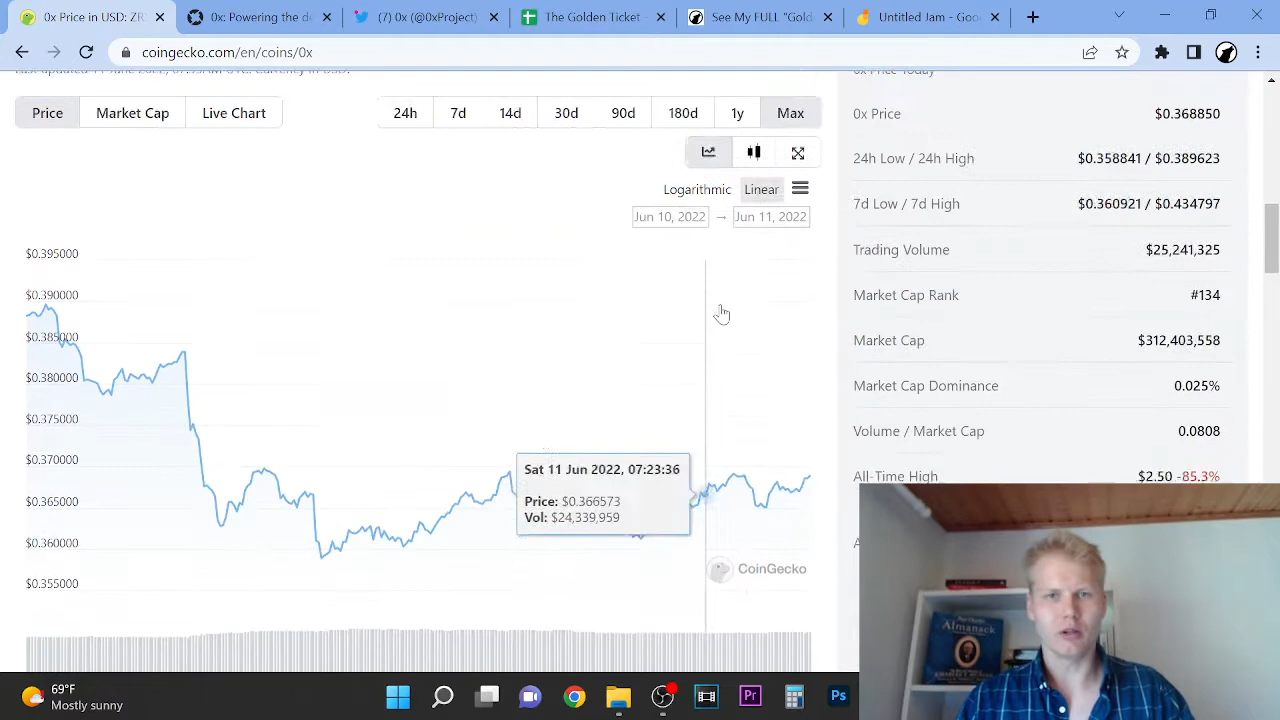 0x Price in USD: ZR
0x Powering the de
(7) 0x (@0xProject)
The Golden Ticket
See My FULL "Gold
Untitled Jam - Goo
coingecko.com/en/coins/0x
0x Price Today
Price
Market Cap
Live Chart
24h
7d
14d
30d
90d
180d
1y
Max
Logarithmic
Linear
Jun 10, 2022 → Jun 11, 2022
$0.395000
$0.390000
$0.385000
$0.380000
$0.375000
$0.370000
$0.365000
$0.360000
$0.355000
Sat 11 Jun 2022, 07:23:36
Price: $0.366573
Vol: $24,339,959
CoinGecko
0x Price $0.368850
24h Low / 24h High $0.358841 / $0.389623
7d Low / 7d High $0.360921 / $0.434797
Trading Volume $25,241,325
Market Cap Rank #134
Market Cap $312,403,558
Market Cap Dominance 0.025%
Volume / Market Cap 0.0808
All-Time High $2.50 -85.3%
Almanack
69°F
Mostly sunny
Pr
Ps